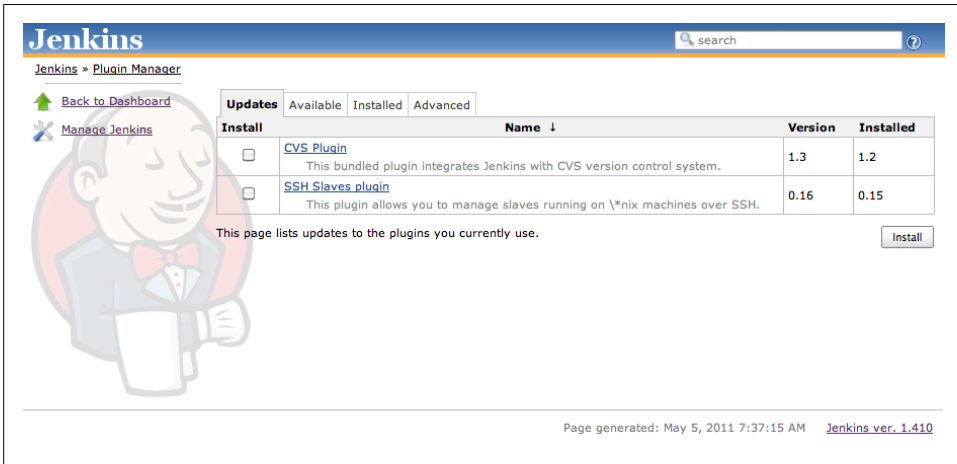 Jenkins
search
Jenkins » Plugin Manager
Back to Dashboard
Manage Jenkins
Updates Available Installed Advanced
Install Name ↓ Version Installed
CVS Plugin
This bundled plugin integrates Jenkins with CVS version control system.
1.3 1.2
SSH Slaves plugin
This plugin allows you to manage slaves running on \*nix machines over SSH.
0.16 0.15
This page lists updates to the plugins you currently use.
Install
Page generated: May 5, 2011 7:37:15 AM Jenkins ver. 1.410